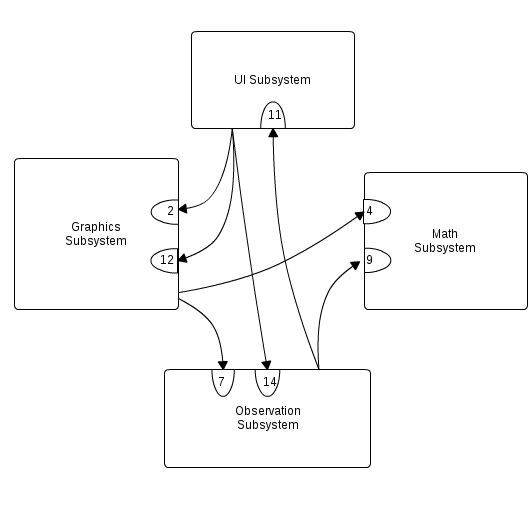 UI Subsystem
11
2
Graphics
Subsystem
12
4
Math
Subsystem
9
7
14
Observation
Subsystem